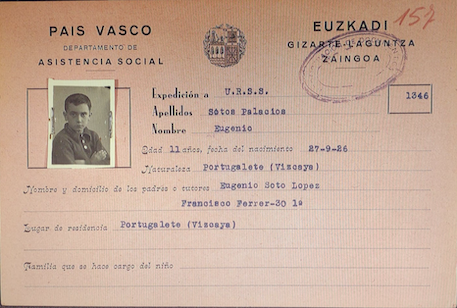 PAIS VASCO
DEPARTAMENTO DE
ASISTENCIA SOCIAL
EUZKADI
GIZARTE-LAGUNTZA
ZAINGOA
157
1346
Expedición a U.R.S.S.
Apellidos Sotos Palacios
Nombre Eugenio
Edad 11 años, fecha del nacimiento 27-9-26
Naturaleza Portugalete (Vizcaya)
Nombre y domicilio de los padres o tutores Eugenio Soto Lopez
Francisco Ferrer-30 1º
Lugar de residencia Portugalete (Vizcaya)
Familia que se hace cargo del niño